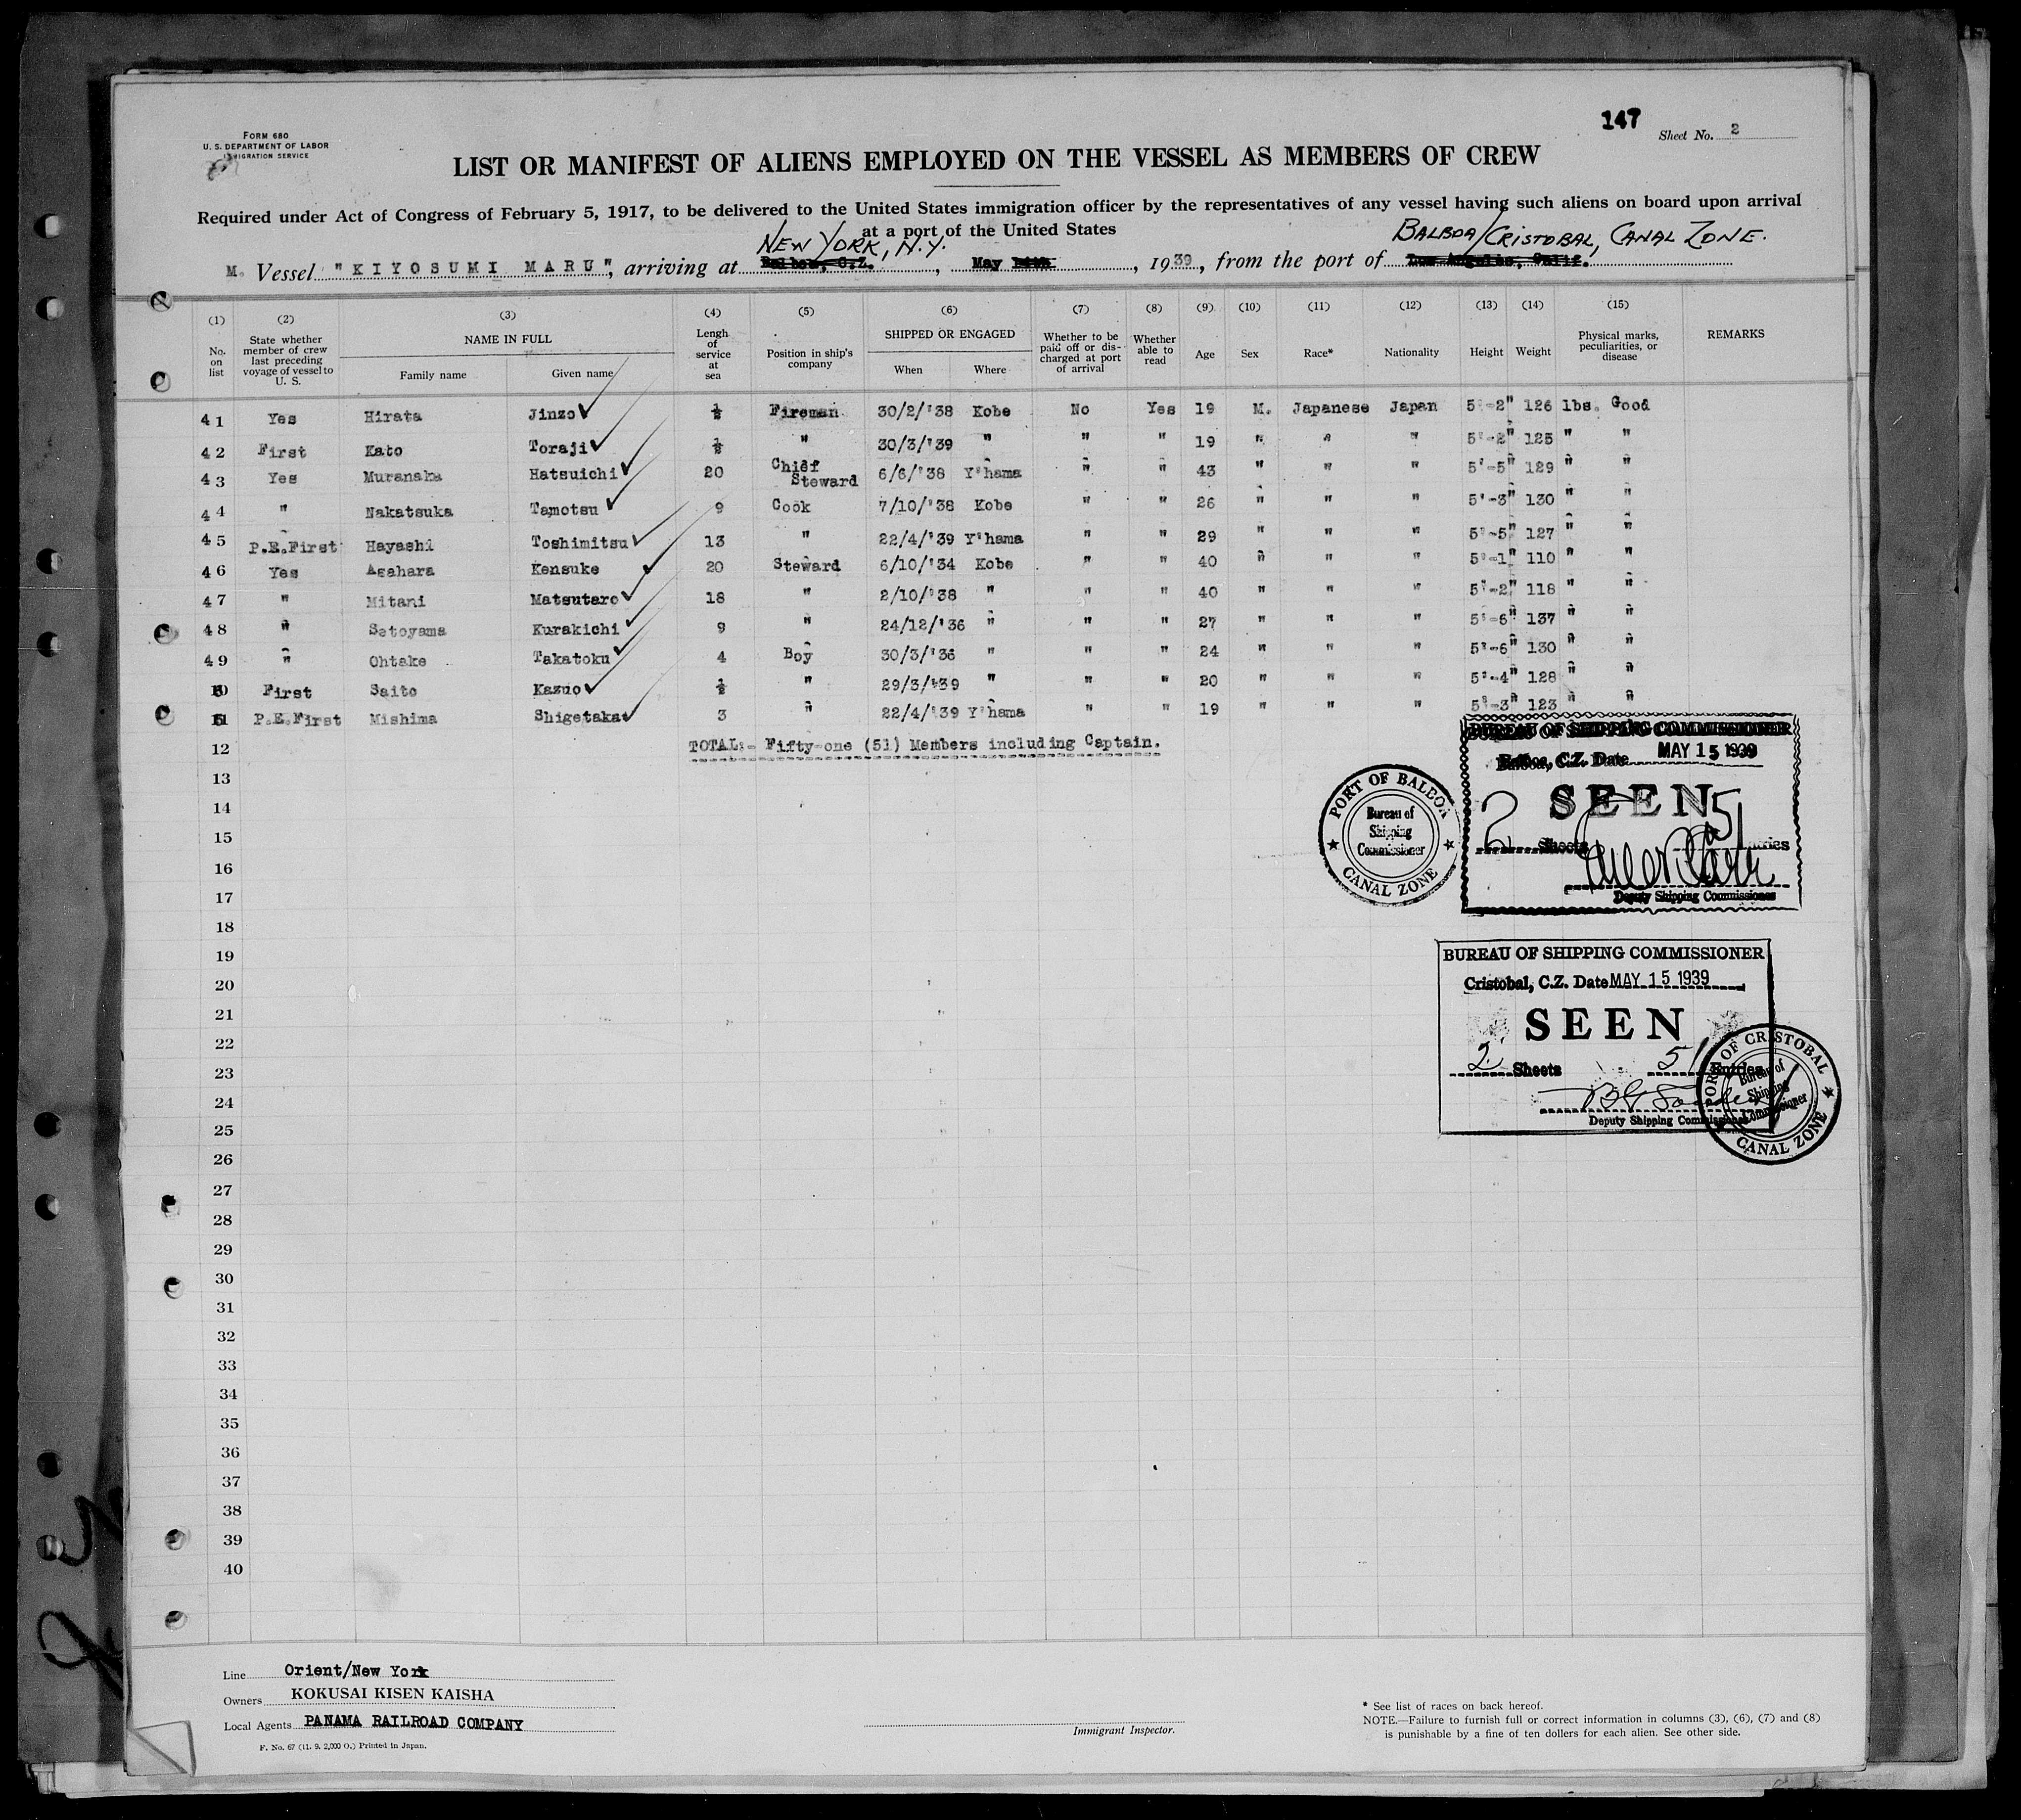 147
FORM 680
U. S. DEPARTMENT OF LABOR
IMMIGRATION SERVICE
Sheet No. 2
LIST OR MANIFEST OF ALIENS EMPLOYED ON THE VESSEL AS MEMBERS OF CREW
Required under Act of Congress of February 5, 1917, to be delivered to the United States immigration officer by the representatives of any vessel having such aliens on board upon arrival
at a port of the United States
NEW YORK, N.Y. BALBOA/CRISTOBAL, CANAL ZONE.
M. Vessel "KIYOSUMI MARU", arriving at Balboa, C.Z., May 14th, 1939, from the port of Los Angeles, Calif.
(1) No. on list
(2) State whether member of crew last preceding voyage of vessel to U. S.
(3) NAME IN FULL Family name Given name
(4) Lengh of service at sea
(5) Position in ship's company
(6) SHIPPED OR ENGAGED When Where
(7) Whether to be paid off or discharged at port of arrival
(8) Whether able to read
(9) Age
(10) Sex
(11) Race*
(12) Nationality
(13) Height
(14) Weight
(15) Physical marks, peculiarities, or disease
REMARKS
41 Yes Hirata Jinzo ½ Fireman 30/2/'38 Kobe No Yes 19 M. Japanese Japan 5'-2" 126 lbs. Good
42 First Kato Toraji ½ " 30/3/'39 " " " 19 " " " 5'-2" 125 " "
43 Yes Muranaka Hatsuichi 20 Chief Steward 6/6/'38 Y'hama " " 43 " " " 5'-5" 129 " "
44 " Nakatsuka Tamotsu 9 Cook 7/10/'38 Kobe " " 26 " " " 5'-3" 130 " "
45 P.E.First Hayashi Toshimitsu 13 " 22/4/'39 Y'hama " " 29 " " " 5'-5" 127 " "
46 Yes Agehara Kensuke 20 Steward 6/10/'34 Kobe " " 40 " " " 5'-1" 110 " "
47 " Mitani Matsutaro 18 " 2/10/'38 " " " 40 " " " 5'-2" 118 " "
48 " Satoyama Kurakichi 9 " 24/12/'36 " " " 27 " " " 5'-6" 137 " "
49 " Ohtake Takatoku 4 Boy 30/3/'36 " " " 24 " " " 5'-6" 130 " "
50 First Saito Kazuo ½ " 29/3/'39 " " " 20 " " " 5'-4" 128 " "
51 P.E.First Mishima Shigetaka 3 " 22/4/'39 Y'hama " " 19 " " " 5'-3" 123 " "
12 TOTAL:- Fifty-one (51) Members including Captain.
13
14
15
16
17
18
19
20
21
22
23
24
25
26
27
28
29
30
31
32
33
34
35
36
37
38
39
40
BUREAU OF SHIPPING COMMISSIONER
Balboa, C.Z. Date MAY 15 1939
SEEN
2 Sheets 51 Entries
Deputy Shipping Commissioner
PORT OF BALBOA
Bureau of
Shipping
Commissioner
CANAL ZONE
BUREAU OF SHIPPING COMMISSIONER
Cristobal, C.Z. Date MAY 15 1939
SEEN
2 Sheets 51 Entries
Deputy Shipping Commissioner
PORT OF CRISTOBAL
Bureau of
Shipping
Commissioner
CANAL ZONE
Line Orient/New York
Owners KOKUSAI KISEN KAISHA
Local Agents PANAMA RAILROAD COMPANY
F. No. 67 (11. 9. 2,000 O.) Printed in Japan.
Immigrant Inspector.
* See list of races on back hereof.
NOTE.—Failure to furnish full or correct information in columns (3), (6), (7) and (8)
is punishable by a fine of ten dollars for each alien. See other side.